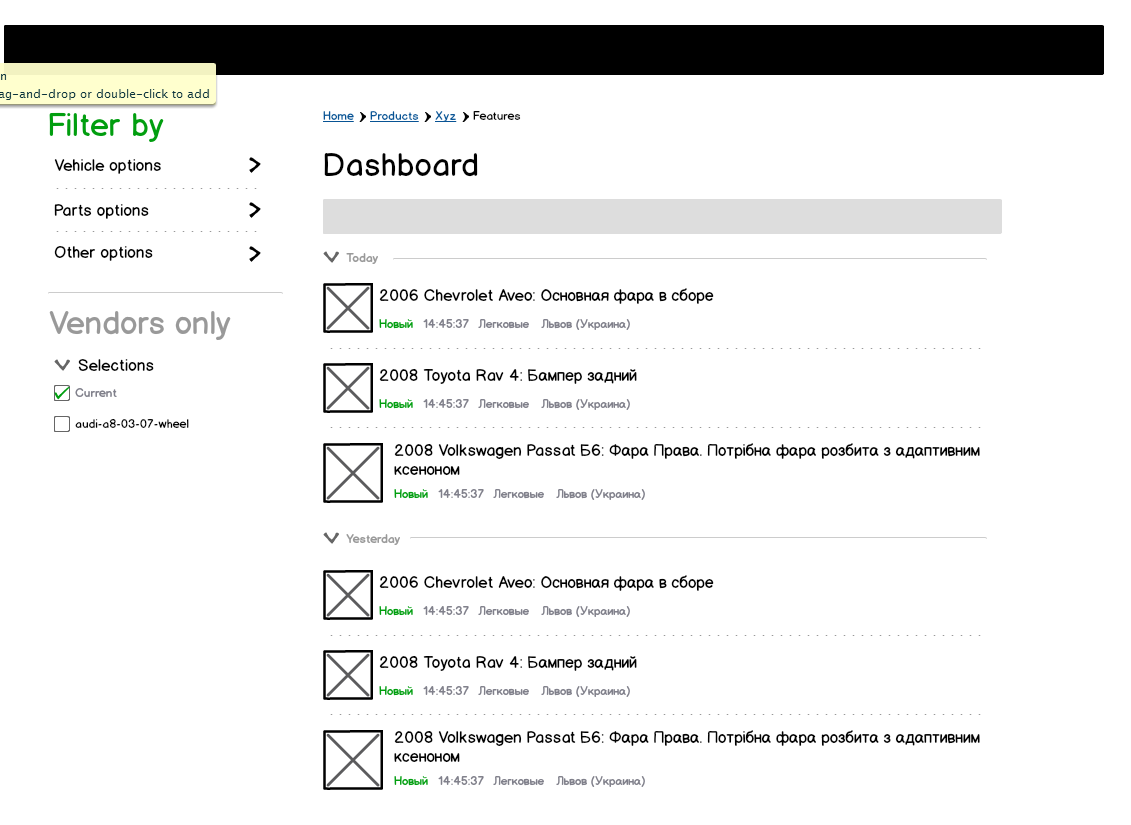 n
ag-and-drop or double-click to add
Filter by
Vehicle options
Parts options
Other options
Vendors only
Selections
Current
audi-a8-03-07-wheel
Home Products Xyz Features
Dashboard
Today
2006 Chevrolet Aveo: Основная фара в сборе
Новый 14:45:37 Легковые Львов (Украина)
2008 Toyota Rav 4: Бампер задний
Новый 14:45:37 Легковые Львов (Украина)
2008 Volkswagen Passat Б6: Фара Права. Потрібна фара розбита з адаптивним
ксеноном
Новый 14:45:37 Легковые Львов (Украина)
Yesterday
2006 Chevrolet Aveo: Основная фара в сборе
Новый 14:45:37 Легковые Львов (Украина)
2008 Toyota Rav 4: Бампер задний
Новый 14:45:37 Легковые Львов (Украина)
2008 Volkswagen Passat Б6: Фара Права. Потрібна фара розбита з адаптивним
ксеноном
Новый 14:45:37 Легковые Львов (Украина)